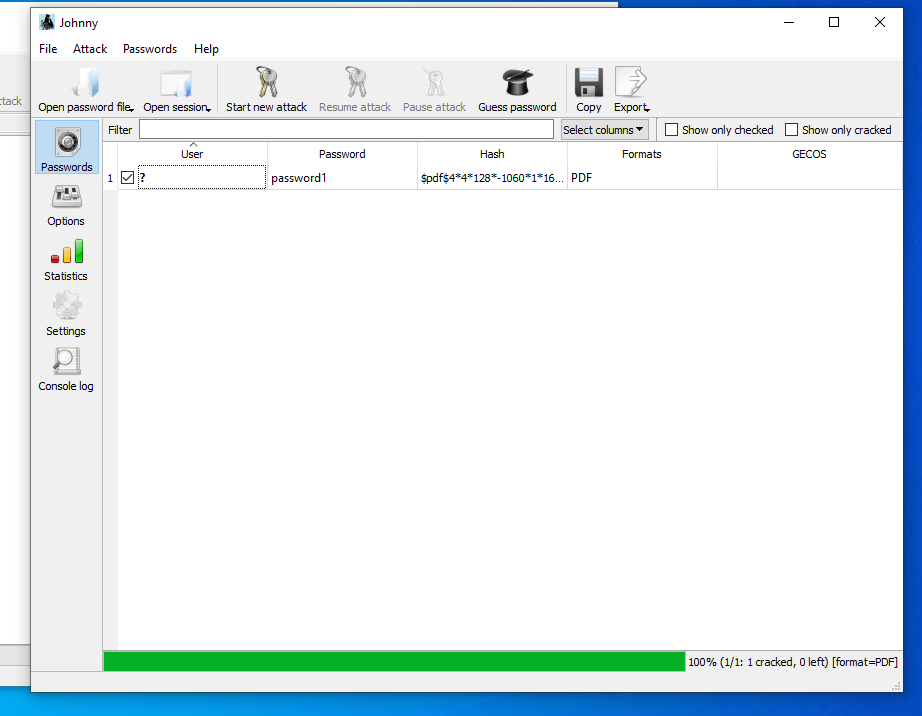 Johnny
File Attack Passwords Help
Open password file Open session Start new attack Resume attack Pause attack Guess password Copy Export
tack
Filter Select columns Show only checked Show only cracked
Passwords
User Password Hash Formats GECOS
1 ? password1 $pdf$4*4*128*-1060*1*16... PDF
Options
Statistics
Settings
Console log
100% (1/1: 1 cracked, 0 left) [format=PDF]